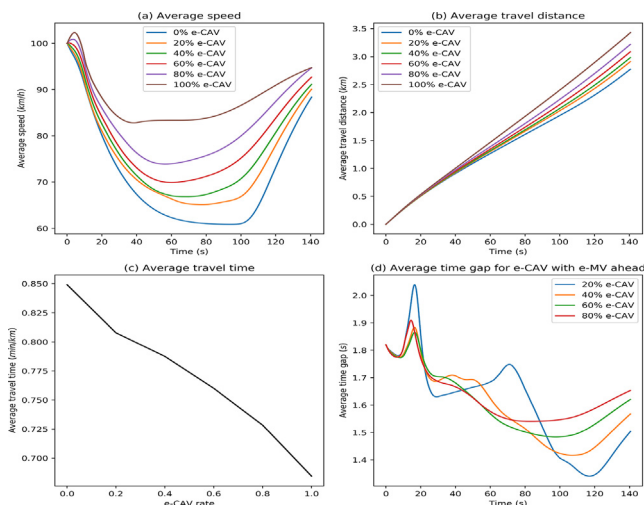 (a) Average speed
100
90
80
70
60
Average speed (km/h)
0% e-CAV
20% e-CAV
40% e-CAV
60% e-CAV
80% e-CAV
100% e-CAV
0 20 40 60 80 100 120 140
Time (s)
(b) Average travel distance
3.5
3.0
2.5
2.0
1.5
1.0
0.5
0.0
Average travel distance (km)
0% e-CAV
20% e-CAV
40% e-CAV
60% e-CAV
80% e-CAV
100% e-CAV
0 20 40 60 80 100 120 140
Time (s)
(c) Average travel time
0.850
0.825
0.800
0.775
0.750
0.725
0.700
Average travel time (min/km)
0.0 0.2 0.4 0.6 0.8 1.0
e-CAV rate
(d) Average time gap for e-CAV with e-MV ahead
2.0
1.9
1.8
1.7
1.6
1.5
1.4
Average time gap (s)
20% e-CAV
40% e-CAV
60% e-CAV
80% e-CAV
0 20 40 60 80 100 120 140
Time (s)